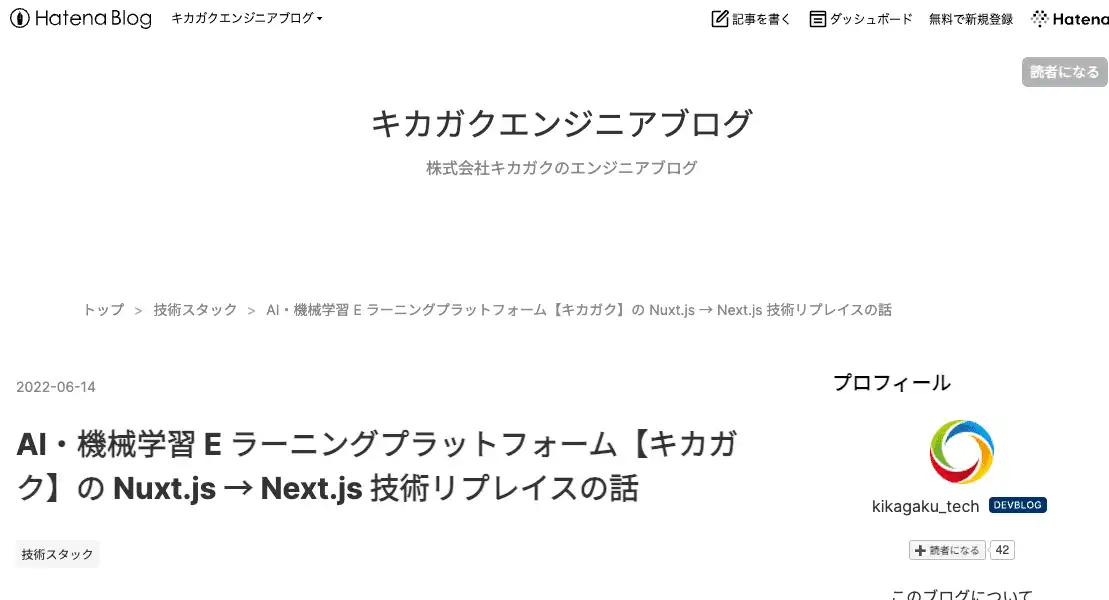 Hatena Blog キカガクエンジニアブログ 記事を書く ダッシュボード 無料で新規登録 Hatena
読者になる
キカガクエンジニアブログ
株式会社キカガクのエンジニアブログ
トップ > 技術スタック > AI・機械学習 E ラーニングプラットフォーム【キカガク】の Nuxt.js → Next.js 技術リプレイスの話
2022-06-14
AI・機械学習 E ラーニングプラットフォーム【キカガ
ク】の Nuxt.js → Next.js 技術リプレイスの話
技術スタック
プロフィール
kikagaku_tech DEVBLOG
読者になる 42
このブログについて